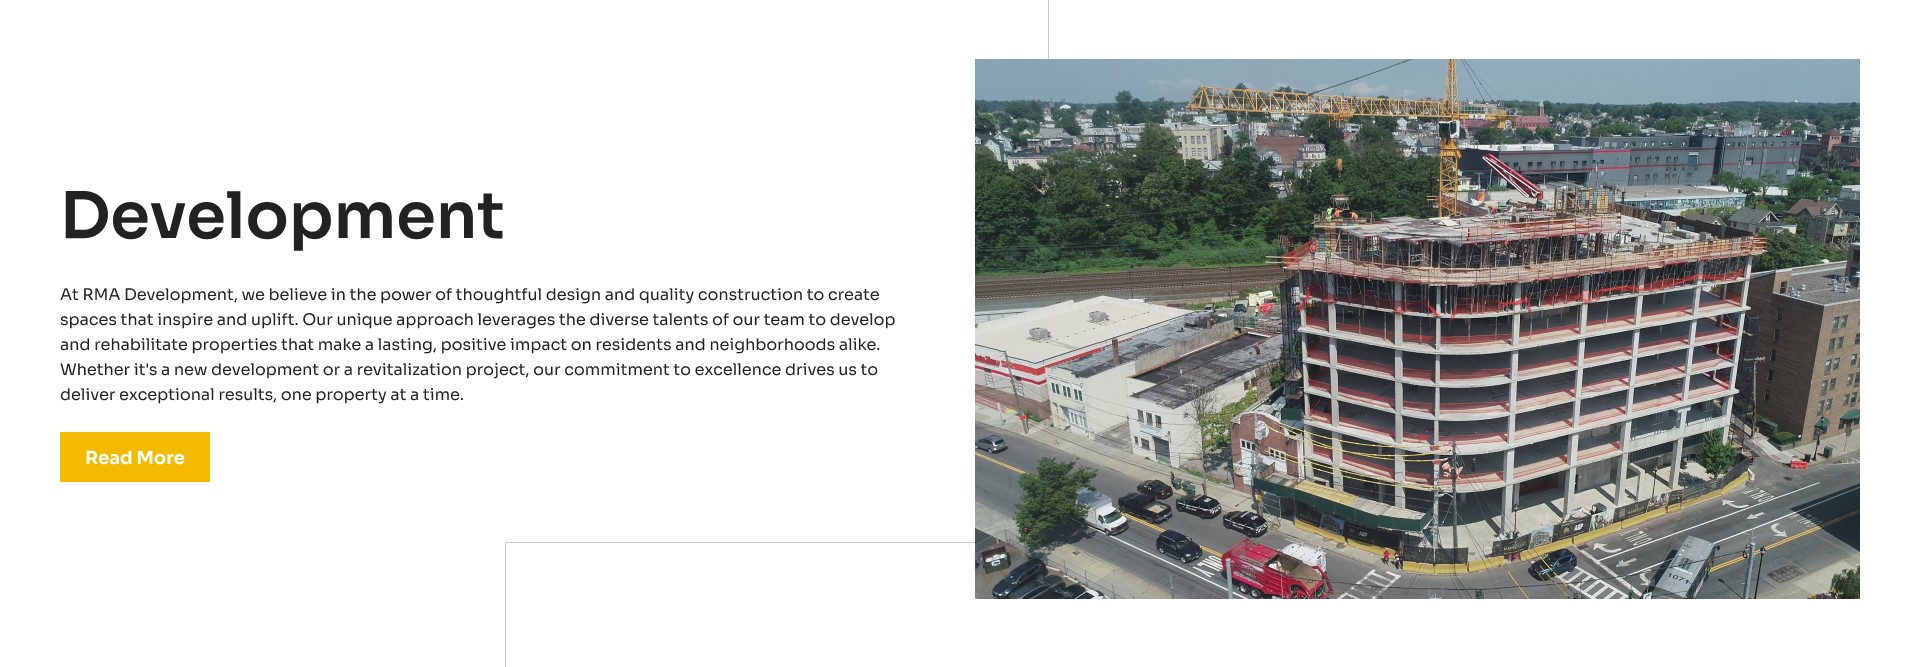 Development
At RMA Development, we believe in the power of thoughtful design and quality construction to create
spaces that inspire and uplift. Our unique approach leverages the diverse talents of our team to develop
and rehabilitate properties that make a lasting, positive impact on residents and neighborhoods alike.
Whether it's a new development or a revitalization project, our commitment to excellence drives us to
deliver exceptional results, one property at a time.
Read More
ONLY
1071